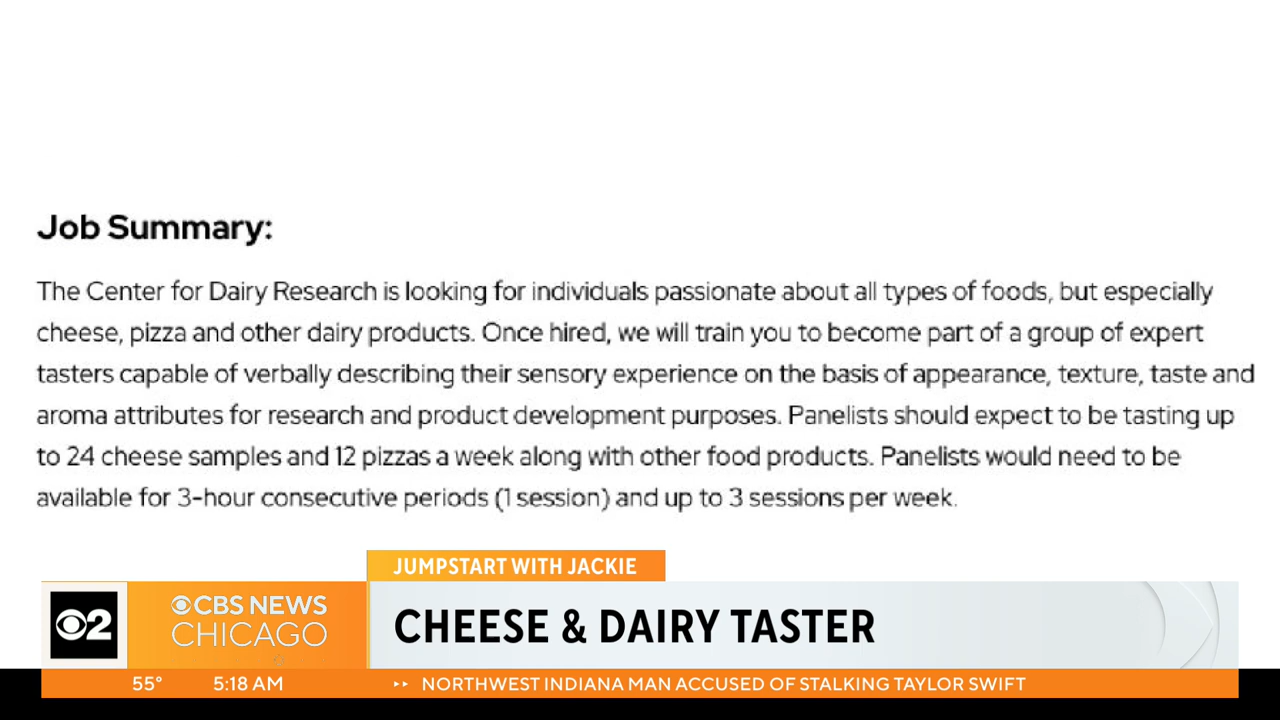 Job Summary:
The Center for Dairy Research is looking for individuals passionate about all types of foods, but especially
cheese, pizza and other dairy products. Once hired, we will train you to become part of a group of expert
tasters capable of verbally describing their sensory experience on the basis of appearance, texture, taste and
aroma attributes for research and product development purposes. Panelists should expect to be tasting up
to 24 cheese samples and 12 pizzas a week along with other food products. Panelists would need to be
available for 3-hour consecutive periods (1 session) and up to 3 sessions per week.
JUMPSTART WITH JACKIE
2
CBS NEWS
CHICAGO
CHEESE & DAIRY TASTER
55° 5:18 AM NORTHWEST INDIANA MAN ACCUSED OF STALKING TAYLOR SWIFT